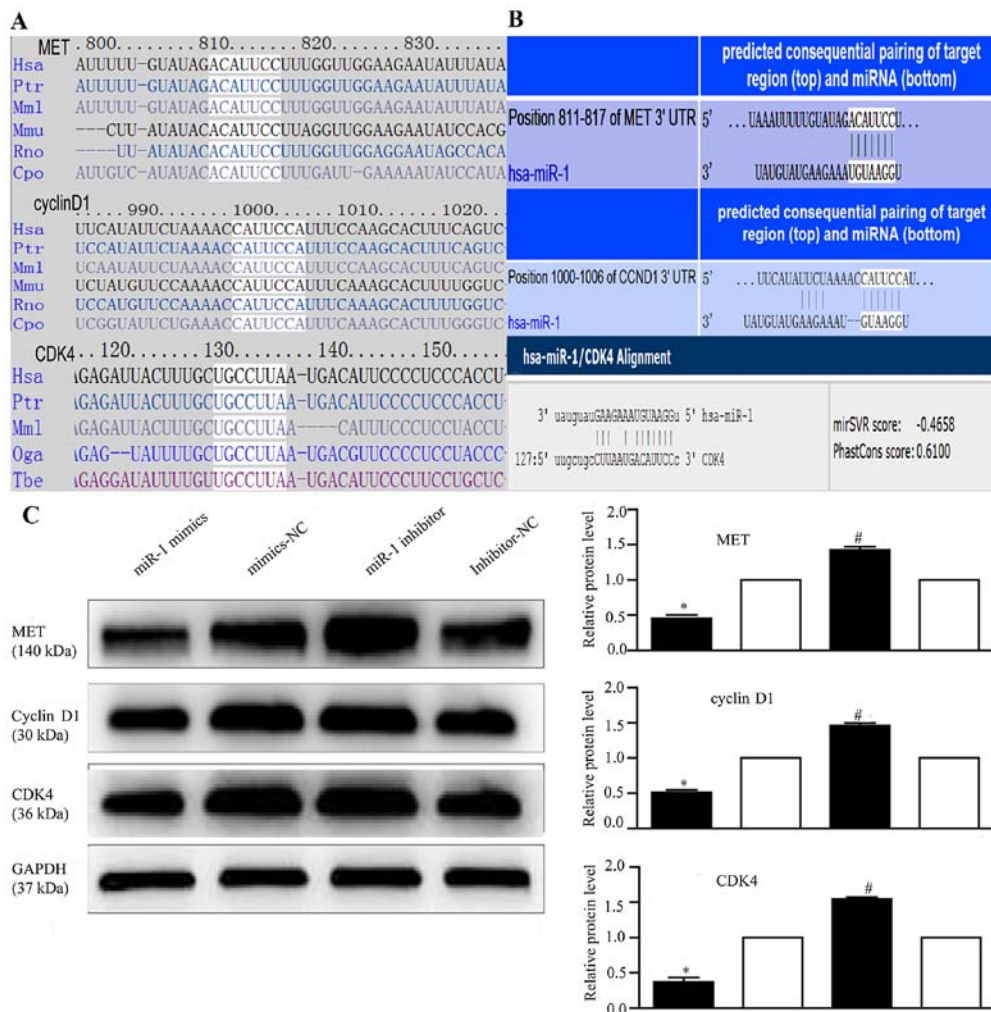 A
MET 800.......810.......820.......830.....
Hsa AUUUUU-GUAUAGACAUUCCUUUGGUUGGAAGAAUAUUUAUA
Ptr AUUUUU-GUAUAGACAUUCCUUUGGUUGGAAGAAUAUUUAUA
Mml AUUUUU-GUAUAGACAUUCCUUUGGUUGGAAGAAUAUUUAUA
Mmu ---CUU-AUAUACACAUUCCUUAGGUUGGAAGAAUAUCCACG
Rno ----UU-AUAUACACAUUCCUUUGGUUGGAGGAAUAGCCACA
Cpo AUUGUC-AUAUACACAUUCCUUUGAUU-GAAAAAUAUCCAUA
cyclinD1
......990.......1000......1010......1020...
Hsa UUCAUAUUCUAAAACCAUUCCAUUUCCAAGCACUUUCAGUC-
Ptr UCCAUAUUCUAAAACCAUUCCAUUUCCAAGCACUUUCAGUC-
Mml UCAAUAUUCUAAAACCAUUCCAUUUCCAAGCACUUUCAGUC-
Mmu UCUAUGUUCCAAAACCAUUCCAUUUCAAAGCACUUUUGGUC-
Rno UCCAUGUUCCAAAACCAUUCCAUUUCAAAGCACUUUUGGUC-
Cpo UCGGUAUUCUGAAACCAUUCCAUUUCAAAGCACUUUGGGUC-
CDK4..120.......130.......140.......150.....
Hsa AGAGAUUACUUUGCUGCCUUAA-UGACAUUCCCCUCCCACCU
Ptr AGAGAUUACUUUGCUGCCUUAA-UGACAUUCCCCUCCCACCU
Mml AGAGAUUACUUUGCUGCCUUAA----CAUUCCCCUCCCACCU
Oga AGAG--UAUUUUGCUGCCUUAA-UGACGUUCCCCUCCUACCC
Tbe AGAGGAUAUUUUGUUGCCUUAA-UGACAUUCCCUUCCUGCUC
B
predicted consequential pairing of target
region (top) and miRNA (bottom)
Position 811-817 of MET 3' UTR 5' ...UAAAUUUUUGUAUAGACAUUCCU...
hsa-miR-1 3' UAUGUAUGAAGAAAUGUAAGGU
predicted consequential pairing of target
region (top) and miRNA (bottom)
Position 1000-1006 of CCND1 3' UTR 5' ...UUCAUAUUCUAAAACCAUUCCAU...
hsa-miR-1 3' UAUGUAUGAAGAAAU--GUAAGGU
hsa-miR-1/CDK4 Alignment
3' uauguauGAAGAAAUGUAAGGu 5' hsa-miR-1
127:5' uugcugcCUUAAUGACAUUCCc 3' CDK4
mirSVR score: -0.4658
PhastCons score: 0.6100
C
miR-1 mimics
mimics-NC
miR-1 inhibitor
Inhibitor-NC
MET
(140 kDa)
Cyclin D1
(30 kDa)
CDK4
(36 kDa)
GAPDH
(37 kDa)
MET
Relative protein level
2.0
1.5
1.0
0.5
0.0
*
#
cyclin D1
Relative protein level
2.0
1.5
1.0
0.5
0.0
*
#
CDK4
Relative protein level
2.0
1.5
1.0
0.5
0.0
*
#